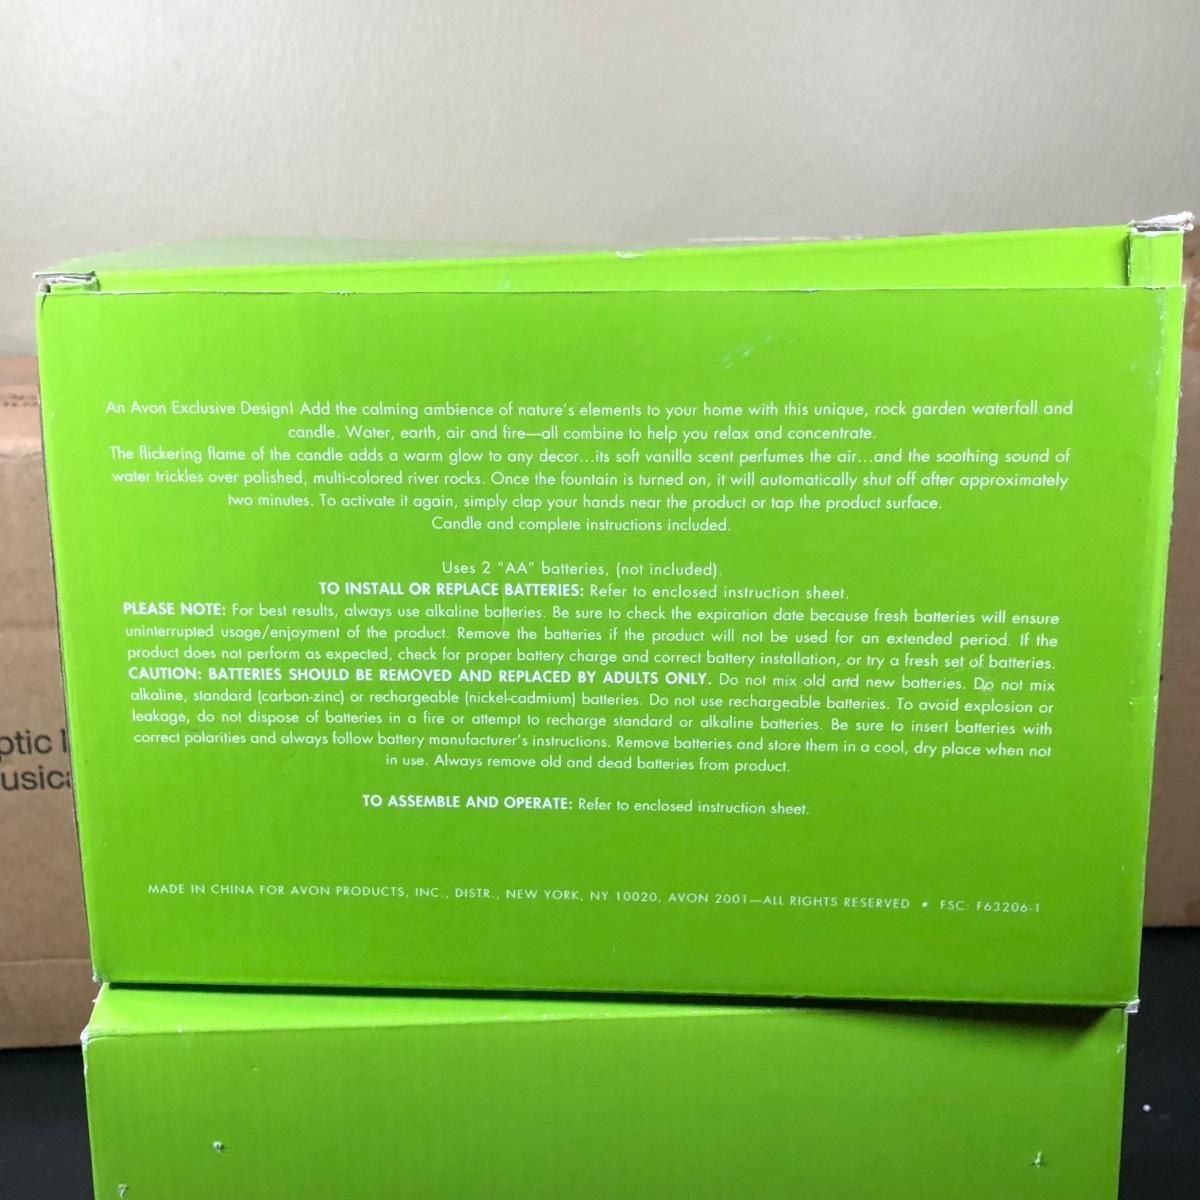 An Avon Exclusive Design! Add the calming ambience of nature's elements to your home with this unique, rock garden waterfall and
candle. Water, earth, air and fire—all combine to help you relax and concentrate.
The flickering flame of the candle adds a warm glow to any decor...its soft vanilla scent perfumes the air...and the soothing sound of
water trickles over polished, multi-colored river rocks. Once the fountain is turned on, it will automatically shut off after approximately
two minutes. To activate it again, simply clap your hands near the product or tap the product surface.
Candle and complete instructions included.
Uses 2 "AA" batteries, (not included).
TO INSTALL OR REPLACE BATTERIES: Refer to enclosed instruction sheet.
PLEASE NOTE: For best results, always use alkaline batteries. Be sure to check the expiration date because fresh batteries will ensure
uninterrupted usage/enjoyment of the product. Remove the batteries if the product will not be used for an extended period. If the
product does not perform as expected, check for proper battery charge and correct battery installation, or try a fresh set of batteries.
CAUTION: BATTERIES SHOULD BE REMOVED AND REPLACED BY ADULTS ONLY. Do not mix old and new batteries. Do not mix
alkaline, standard (carbon-zinc) or rechargeable (nickel-cadmium) batteries. Do not use rechargeable batteries. To avoid explosion or
leakage, do not dispose of batteries in a fire or attempt to recharge standard or alkaline batteries. Be sure to insert batteries with
correct polarities and always follow battery manufacturer's instructions. Remove batteries and store them in a cool, dry place when not
in use. Always remove old and dead batteries from product.
TO ASSEMBLE AND OPERATE: Refer to enclosed instruction sheet.
MADE IN CHINA FOR AVON PRODUCTS, INC., DISTR., NEW YORK, NY 10020, AVON 2001—ALL RIGHTS RESERVED • FSC: F63206-1
ptic
usica